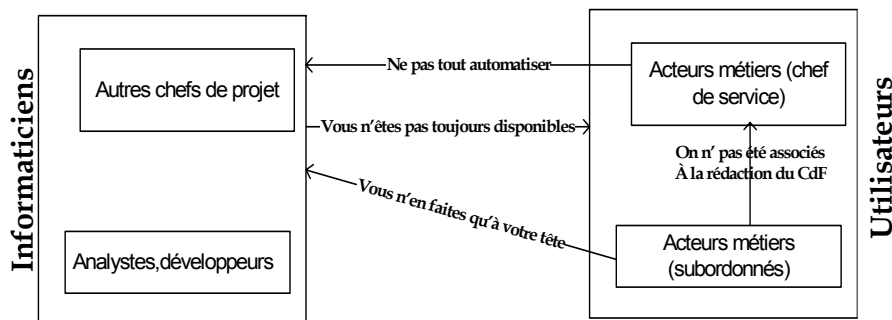 Informaticiens
Autres chefs de projet
Analystes,développeurs
Ne pas tout automatiser
Vous n'êtes pas toujours disponibles
Vous n'en faites qu'à votre tête
Acteurs métiers (chef
de service)
On n' pas été associés
À la rédaction du CdF
Acteurs métiers
(subordonnés)
Utilisateurs